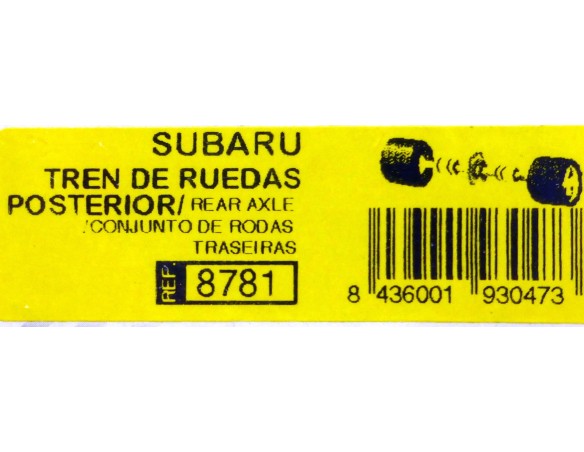 SUBARU
TREN DE RUEDAS
POSTERIOR/ REAR AXLE
/CONJUNTO DE RODAS
TRASEIRAS
REF. 8781
8 436001 930473